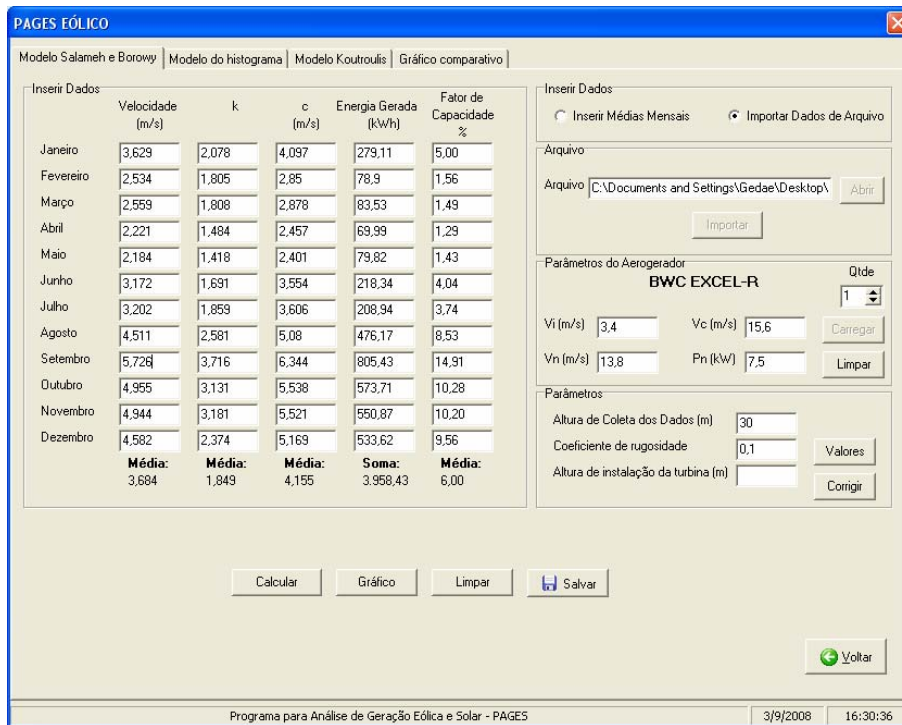 PAGES EÓLICO
Modelo Salameh e Borowy Modelo do histograma Modelo Koutroulis Gráfico comparativo
Inserir Dados
Velocidade (m/s) k c (m/s) Energia Gerada (kWh) Fator de Capacidade %
Janeiro 3,629 2,078 4,097 279,11 5,00
Fevereiro 2,534 1,805 2,85 78,9 1,56
Março 2,559 1,808 2,878 83,53 1,49
Abril 2,221 1,484 2,457 69,99 1,29
Maio 2,184 1,418 2,401 79,82 1,43
Junho 3,172 1,691 3,554 218,34 4,04
Julho 3,202 1,859 3,606 208,94 3,74
Agosto 4,511 2,581 5,08 476,17 8,53
Setembro 5,726 3,716 6,344 805,43 14,91
Outubro 4,955 3,131 5,538 573,71 10,28
Novembro 4,944 3,181 5,521 550,87 10,20
Dezembro 4,582 2,374 5,169 533,62 9,56
Média: Média: Média: Soma: Média:
3,684 1,849 4,155 3.958,43 6,00
Inserir Dados
Inserir Médias Mensais Importar Dados de Arquivo
Arquivo
Arquivo C:\Documents and Settings\Gedae\Desktop\ Abrir
Importar
Parâmetros do Aerogerador
BWC EXCEL-R
Qtde
1
Vi (m/s) 3,4 Vc (m/s) 15,6 Carregar
Vn (m/s) 13,8 Pn (kW) 7,5 Limpar
Parâmetros
Altura de Coleta dos Dados (m) 30
Coeficiente de rugosidade 0,1 Valores
Altura de instalação da turbina (m)
Corrigir
Calcular Gráfico Limpar Salvar
Voltar
Programa para Análise de Geração Eólica e Solar - PAGES 3/9/2008 16:30:36